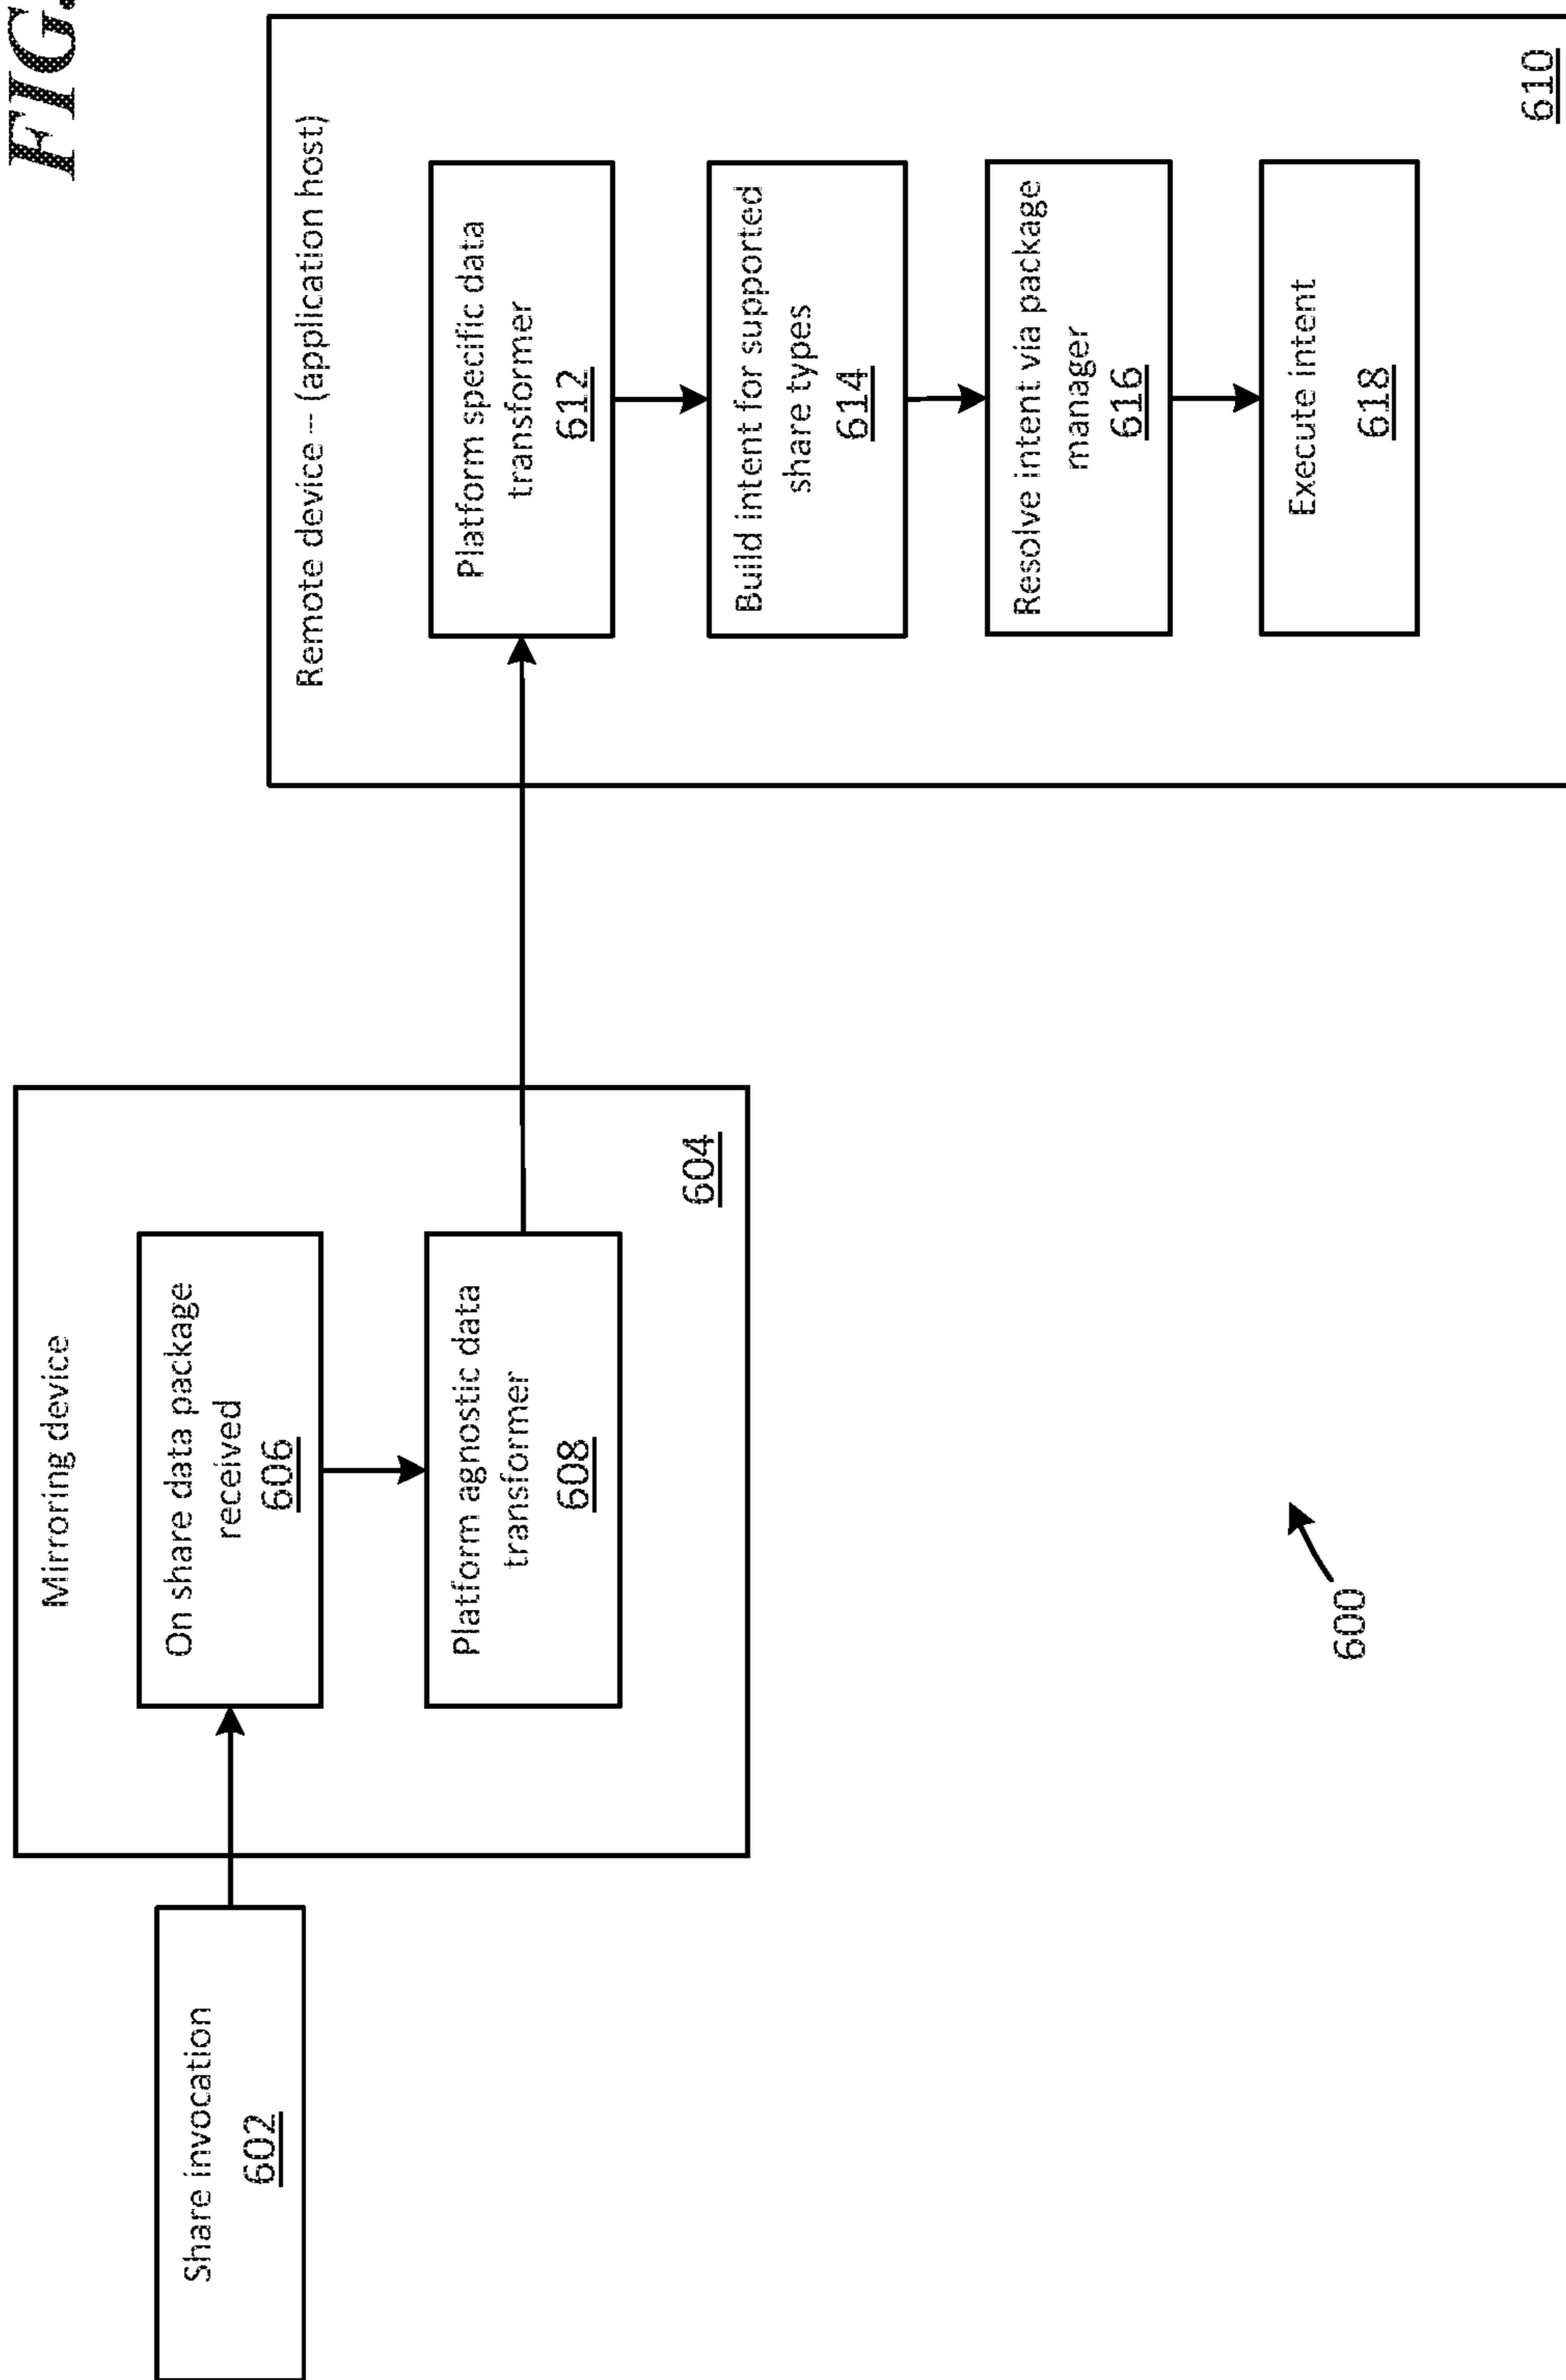 FIG.
Share invocation
602
Mirroring device
On share data package
received
606
Platform agnostic data
transformer
608
604
Remote device -- (application host)
Platform specific data
transformer
612
Build intent for supported
share types
614
Resolve intent via package
manager
616
Execute intent
618
610
600